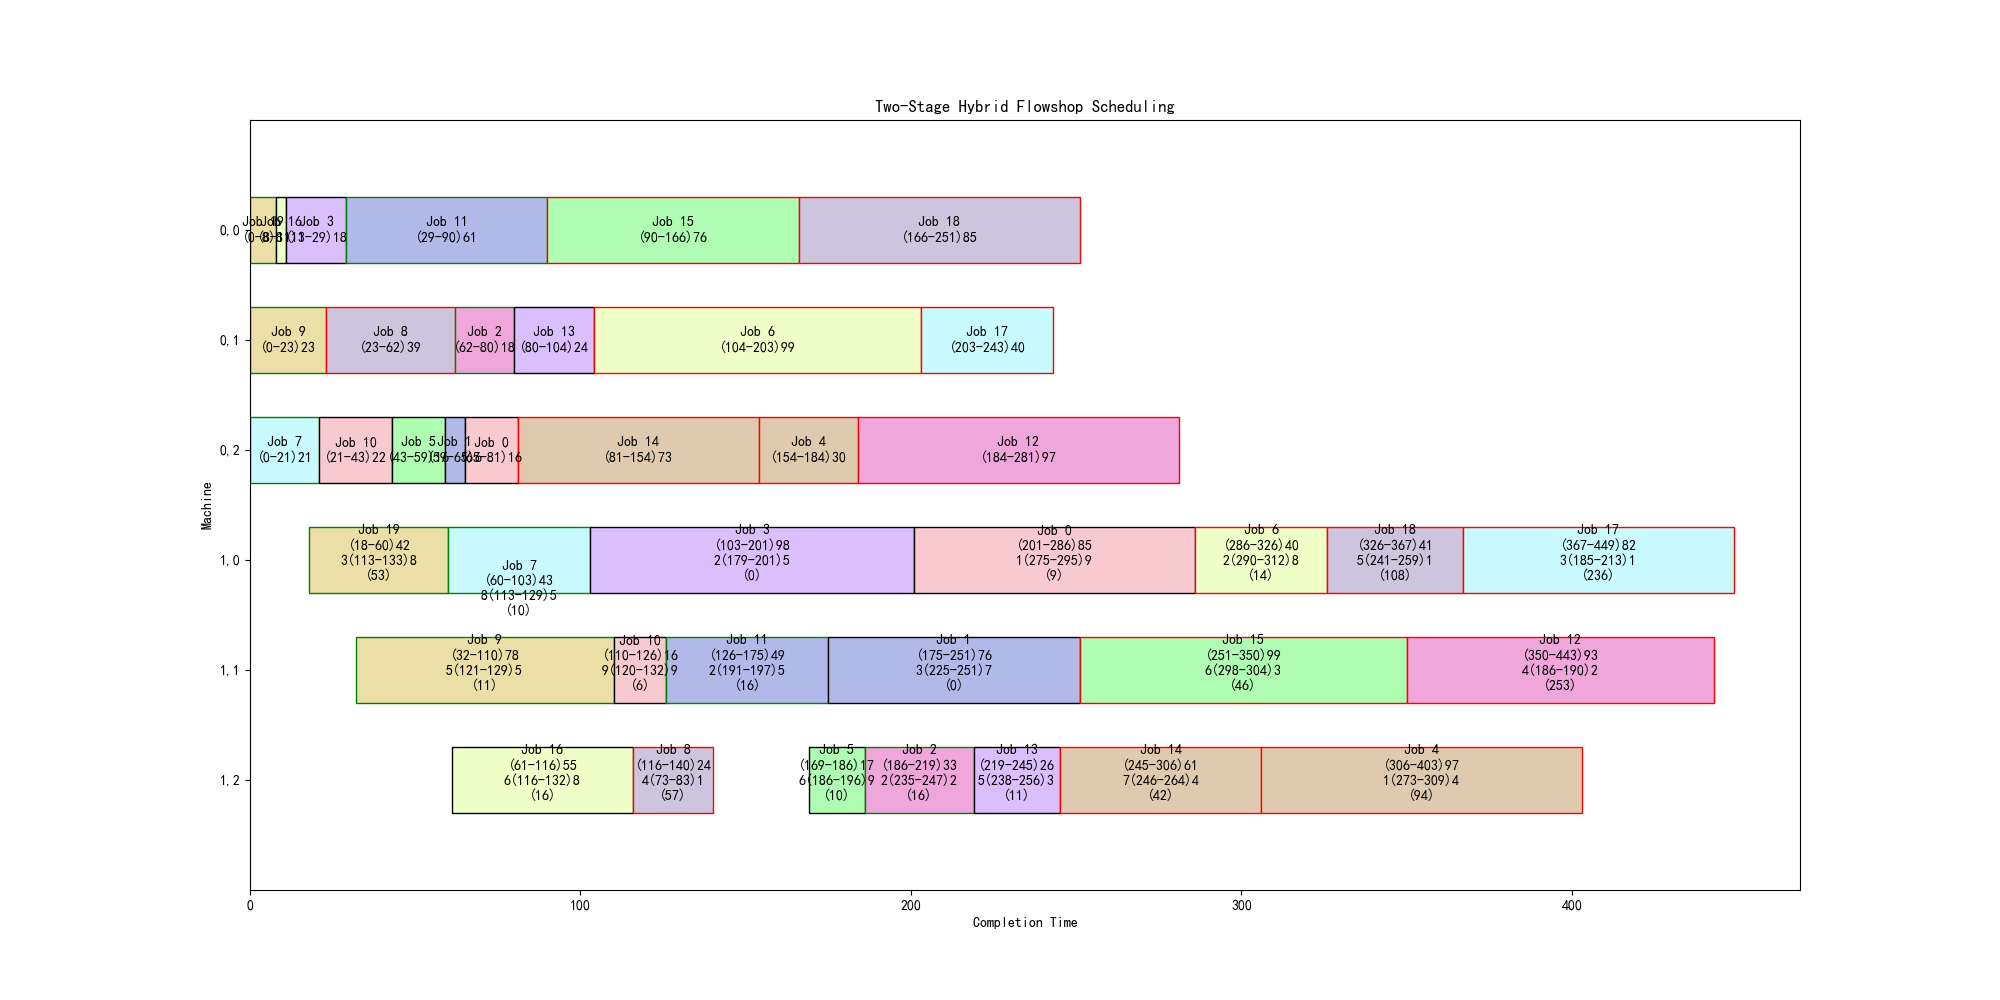 Two-Stage Hybrid Flowshop Scheduling
Machine
0,0
Job 19
Job 16
Job 3
(11-29)18
Job 11
(29-90)61
Job 15
(90-166)76
Job 18
(166-251)85
0,1
Job 9
(0-23)23
Job 8
(23-62)39
Job 2
(62-80)18
Job 13
(80-104)24
Job 6
(104-203)99
Job 17
(203-243)40
0,2
Job 7
(0-21)21
Job 10
(21-43)22
Job 5
(43-59)16
Job 1
Job 0
(65-81)16
Job 14
(81-154)73
Job 4
(154-184)30
Job 12
(184-281)97
1,0
Job 19
(18-60)42
3(113-133)8
(53)
Job 7
(60-103)43
8(113-129)5
(10)
Job 3
(103-201)98
2(179-201)5
(0)
Job 0
(201-286)85
1(275-295)9
(9)
Job 6
(286-326)40
2(290-312)8
(14)
Job 18
(326-367)41
5(241-259)1
(108)
Job 17
(367-449)82
3(185-213)1
(236)
1,1
Job 9
(32-110)78
5(121-129)5
(11)
Job 10
(110-126)16
9(120-132)9
(6)
Job 11
(126-175)49
2(191-197)5
(16)
Job 1
(175-251)76
3(225-251)7
(0)
Job 15
(251-350)99
6(298-304)3
(46)
Job 12
(350-443)93
4(186-190)2
(253)
1,2
Job 16
(61-116)55
6(116-132)8
(16)
Job 8
(116-140)24
4(73-83)1
(57)
Job 5
(169-186)17
6(186-196)9
(10)
Job 2
(186-219)33
2(235-247)2
(16)
Job 13
(219-245)26
5(238-256)3
(11)
Job 14
(245-306)61
7(246-264)4
(42)
Job 4
(306-403)97
1(273-309)4
(94)
0
100
200
300
400
Completion Time